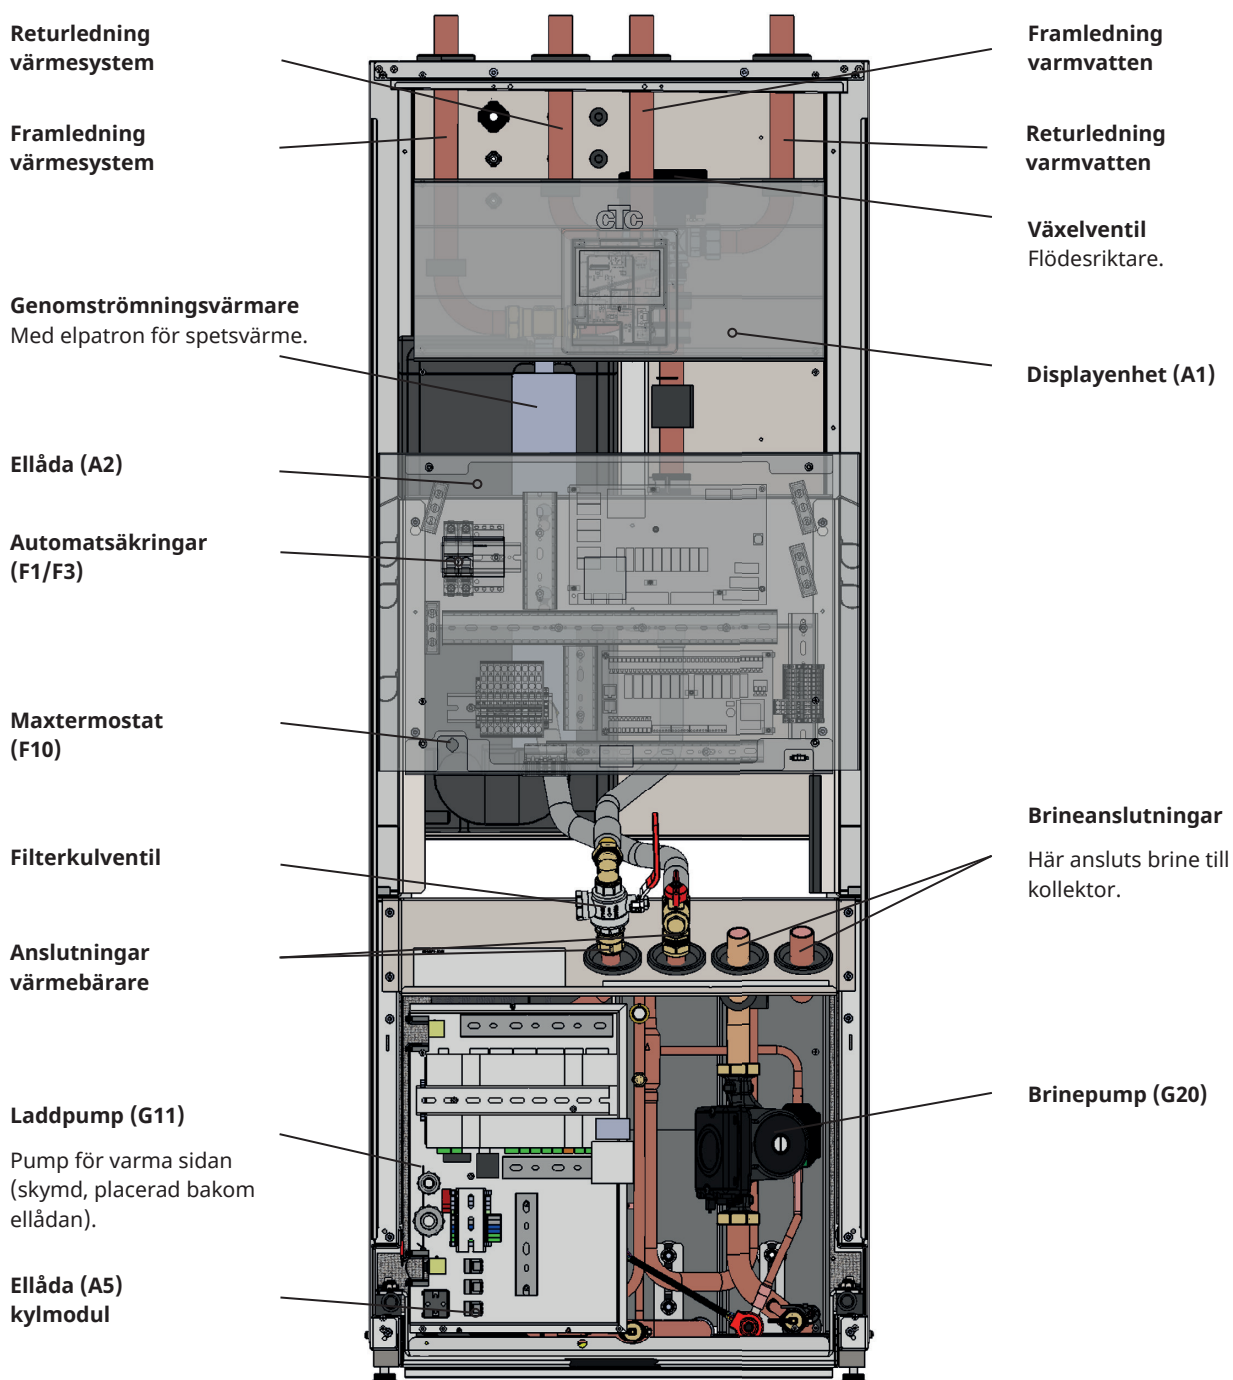 Returledning
värmesystem
Framledning
värmesystem
Genomströmningsvärmare
Med elpatron för spetsvärme.
Ellåda (A2)
Automatsäkringar
(F1/F3)
Maxtermostat
(F10)
Filterkulventil
Anslutningar
värmebärare
Laddpump (G11)
Pump för varma sidan
(skymd, placerad bakom
ellådan).
Ellåda (A5)
kylmodul
CTC
Framledning
varmvatten
Returledning
varmvatten
Växelventil
Flödesriktare.
Displayenhet (A1)
Brineanslutningar
Här ansluts brine till
kollektor.
Brinepump (G20)